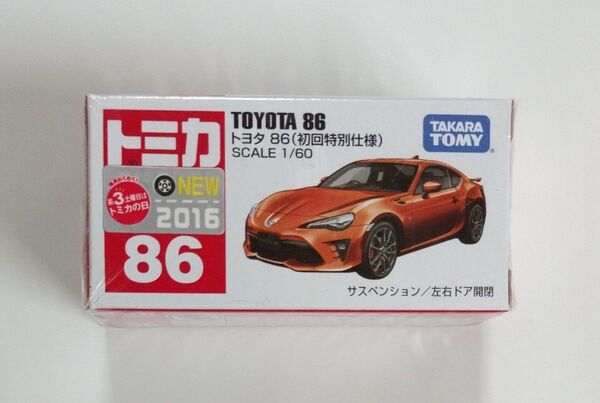 トミカ
TOYOTA 86
トヨタ 86(初回特別仕様)
SCALE 1/60
TAKARA
TOMY
第3土曜日は
トミカの日
NEW
2016
86
サスペンション/左右ドア開閉